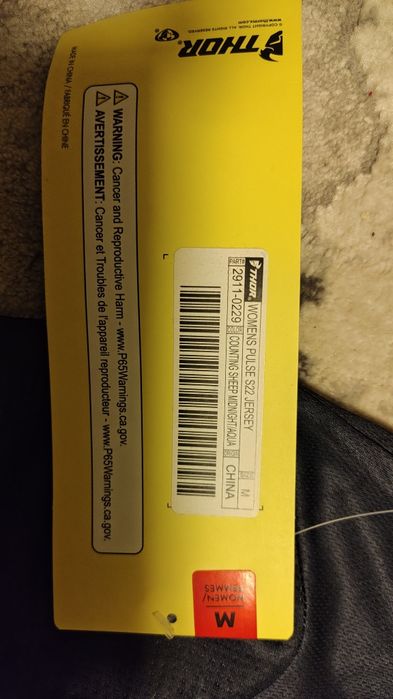 THOR
© COPYRIGHT THOR. ALL RIGHTS RESERVED.
www.thormx.com
MADE IN CHINA / FABRIQUÉ EN CHINE
WARNING: Cancer and Reproductive Harm - www.P65Warnings.ca.gov.
AVERTISSEMENT: Cancer et Troubles de l'appareil reproducteur - www.P65Warnings.ca.gov.
THOR. WOMENS PULSE S22 JERSEY
PART# 2911-0229 COUNTING SHEEP MIDNIGHT/AQUA M
CHINA
M
WOMEN/
FEMMES